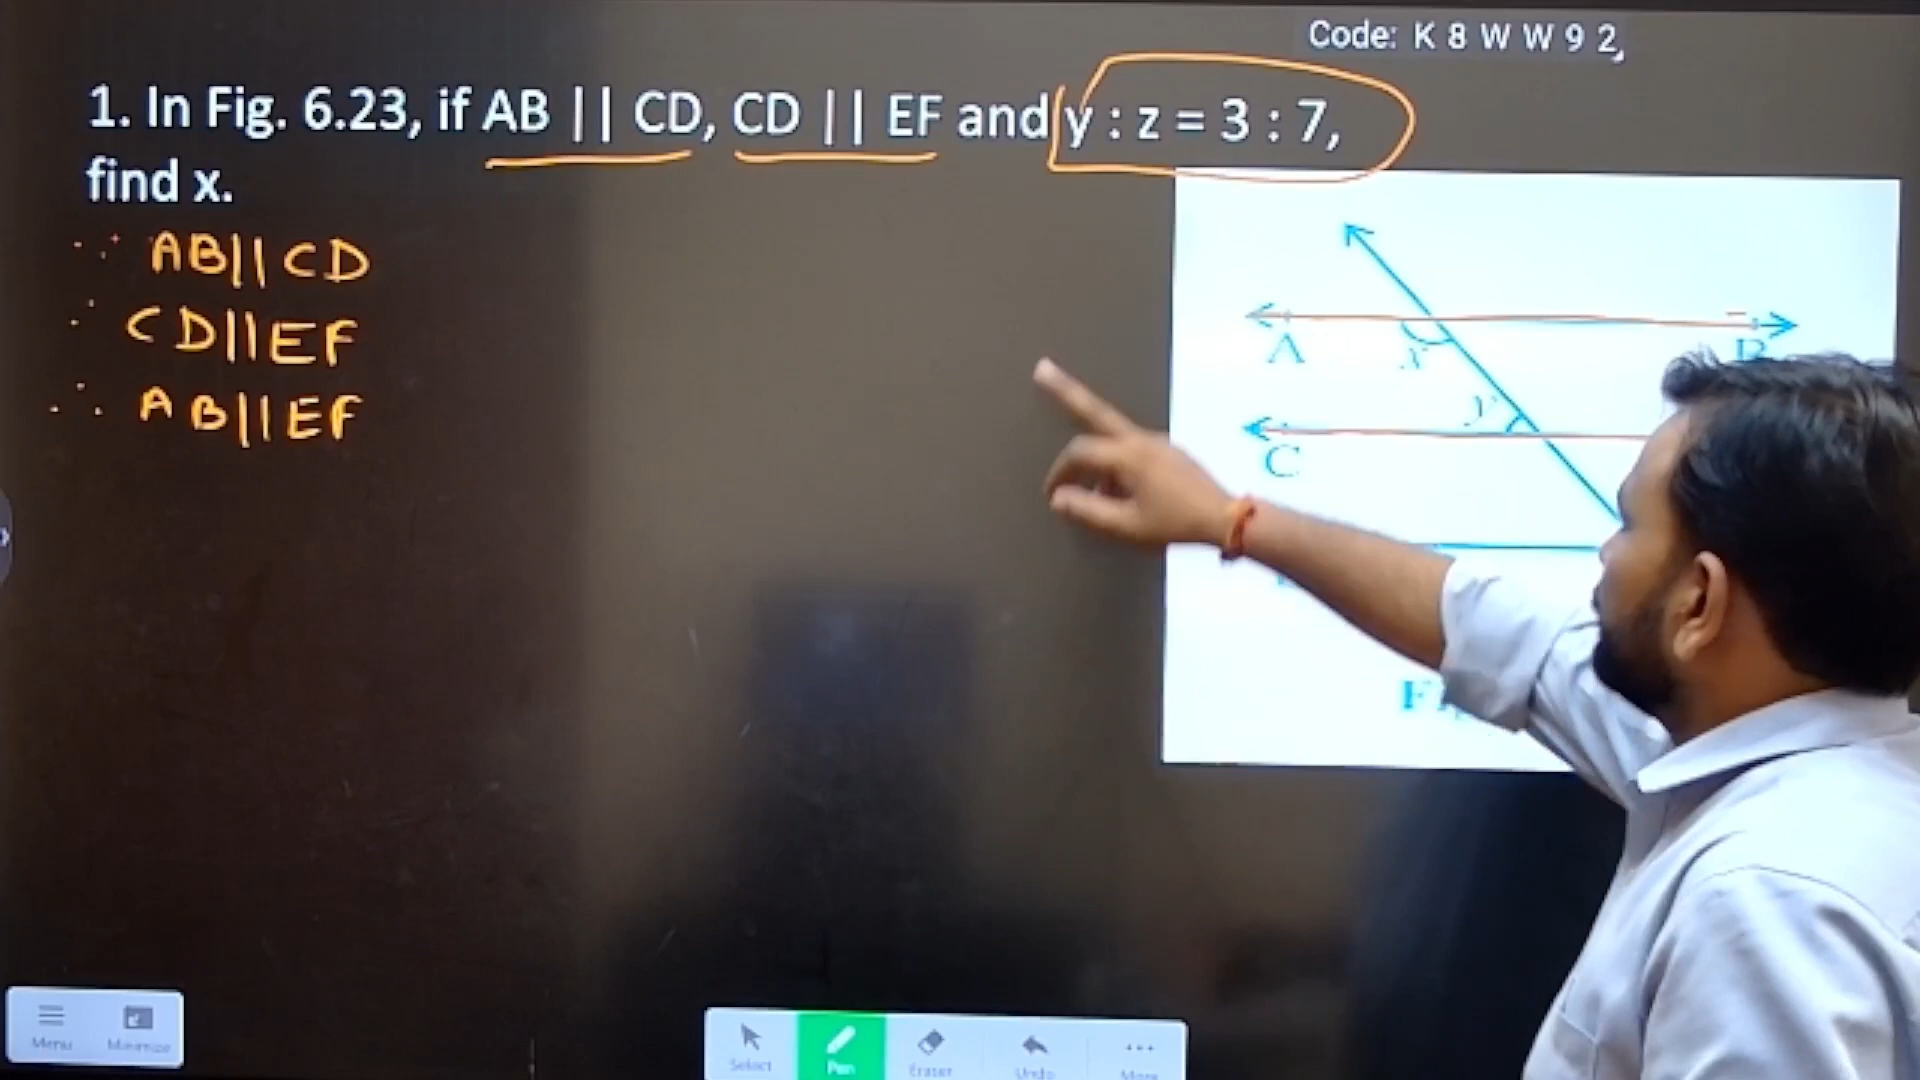 Code: K 8 W W 9 2,
1. In Fig. 6.23, if AB || CD, CD || EF and y : z = 3 : 7,
find x.
∵ AB||CD
∵ CD||EF
∴ AB||EF
A
x
B
y
C
Menu
Minimize
Select
Pen
Eraser
Undo
More